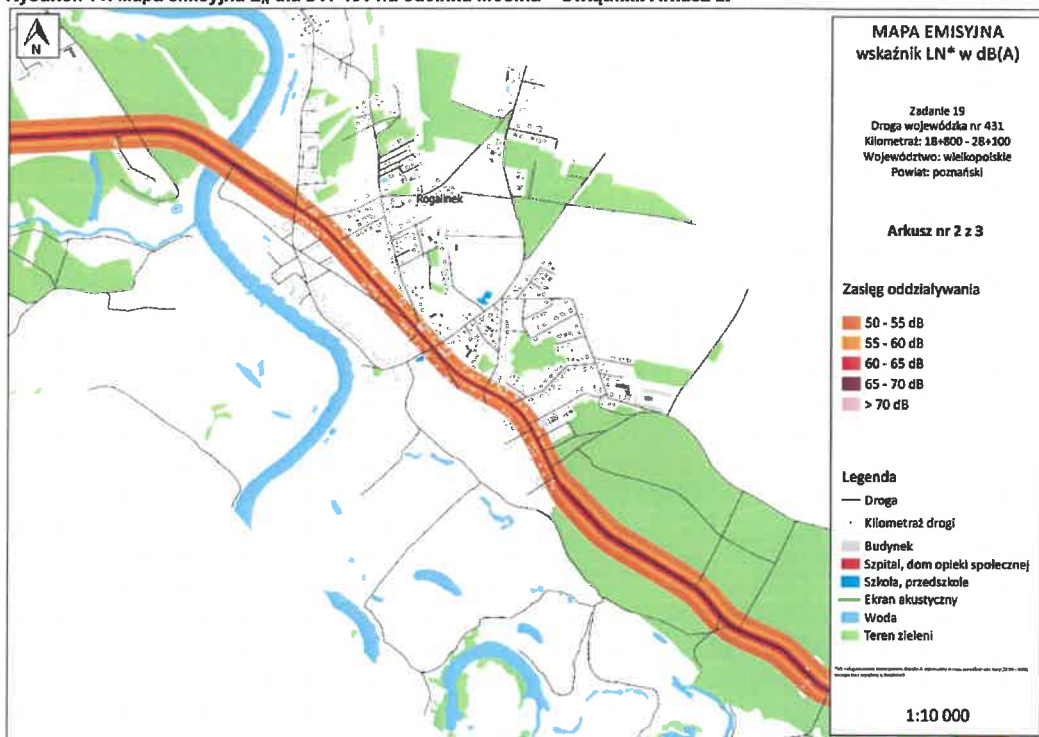 N
Rogalinek
MAPA EMISYJNA
wskaźnik LN* w dB(A)
Zadanie 19
Droga wojewódzka nr 431
Kilometraż: 18+800 - 28+100
Województwo: wielkopolskie
Powiat: poznański
Arkusz nr 2 z 3
Zasięg oddziaływania
50 - 55 dB
55 - 60 dB
60 - 65 dB
65 - 70 dB
> 70 dB
Legenda
Droga
Kilometraż drogi
Budynek
Szpital, dom opieki społecznej
Szkoła, przedszkole
Ekran akustyczny
Woda
Teren zieleni
1:10 000